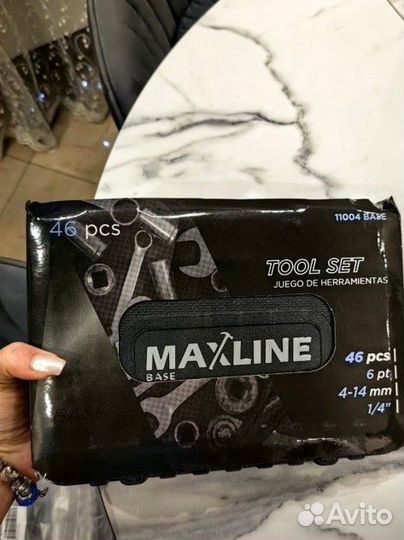 46 pcs
11004 BASE
TOOL SET
JUEGO DE HERRAMIENTAS
MAXLINE
BASE
46 pcs
6 pt
4-14 mm
1/4"
BASE
Avito